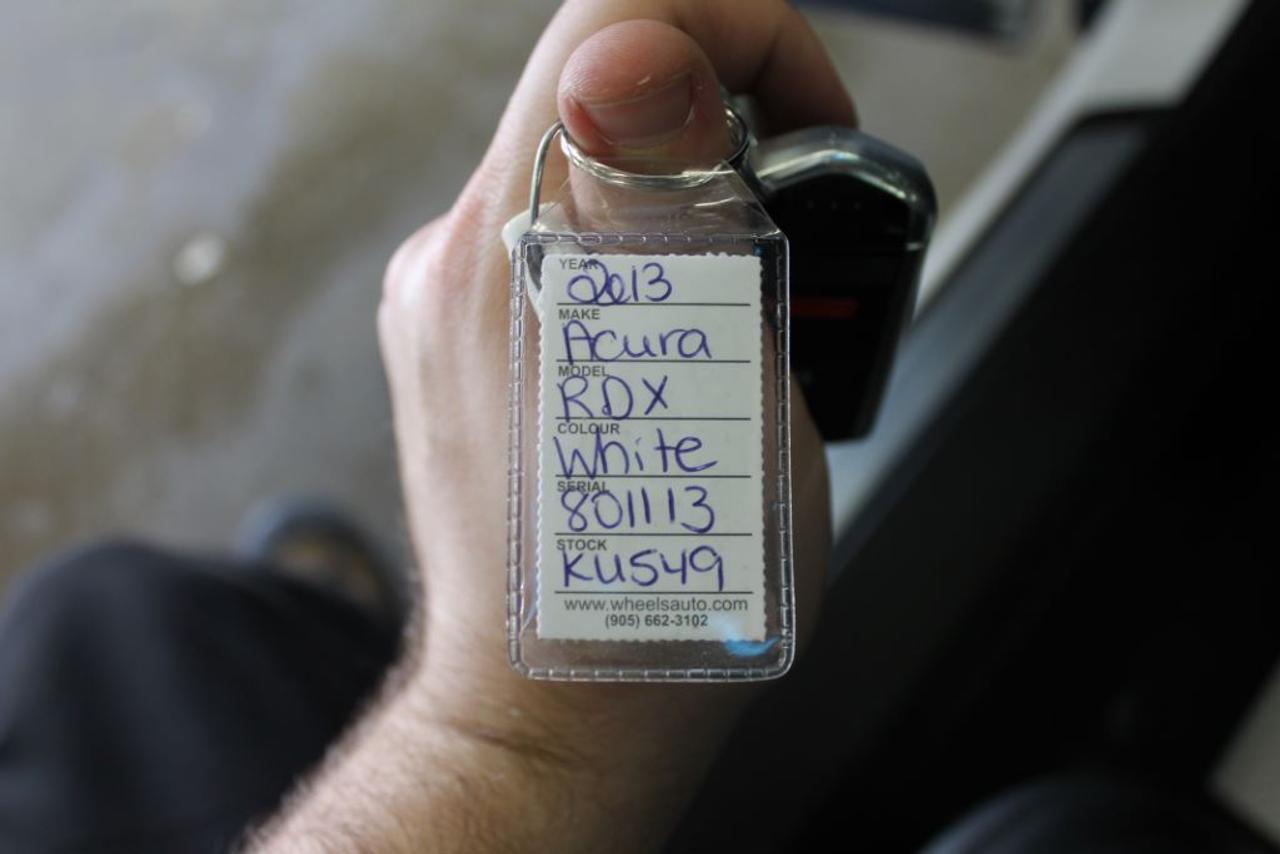 YEAR
2013
MAKE
Acura
MODEL
RDX
COLOUR
White
SERIAL
801113
STOCK
KU549
www.wheelsauto.com
(905) 662-3102